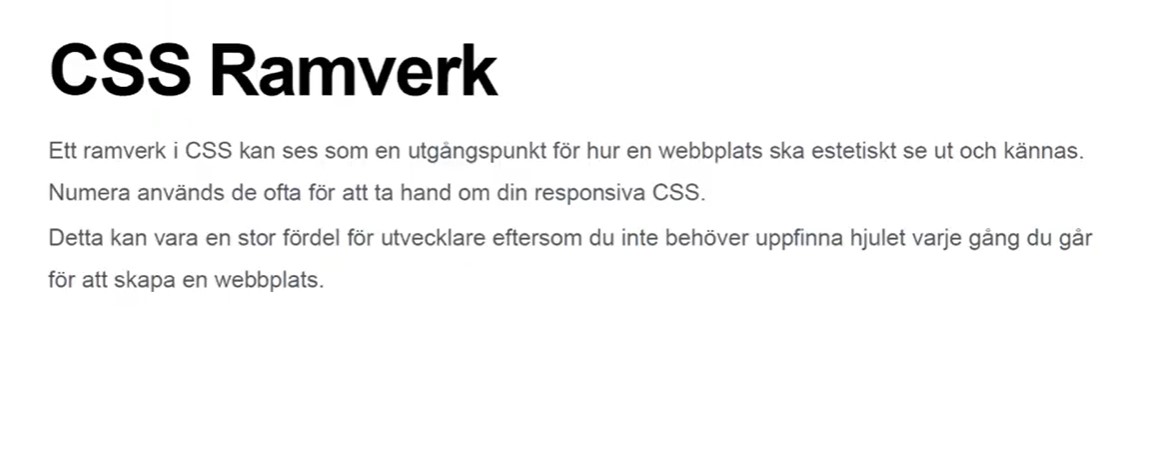 CSS Ramverk
Ett ramverk i CSS kan ses som en utgångspunkt för hur en webbplats ska estetiskt se ut och kännas.
Numera används de ofta för att ta hand om din responsiva CSS.
Detta kan vara en stor fördel för utvecklare eftersom du inte behöver uppfinna hjulet varje gång du går
för att skapa en webbplats.